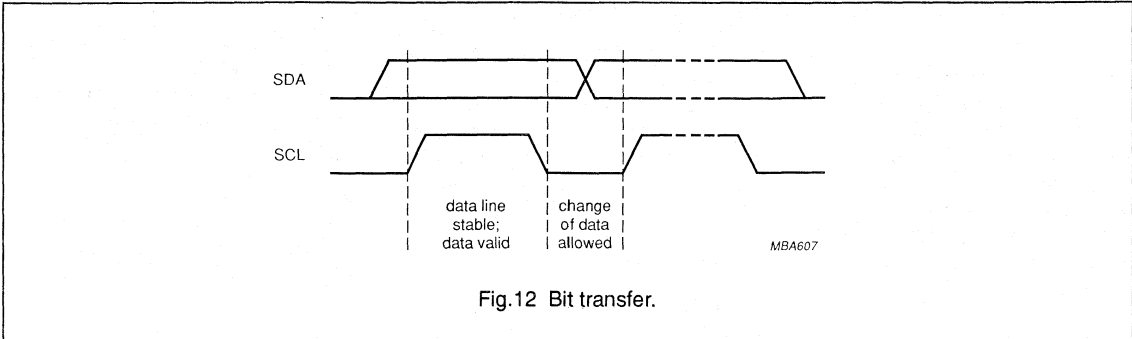 SDA
SCL
data line
stable;
data valid
change
of data
allowed
MBA607
Fig.12 Bit transfer.